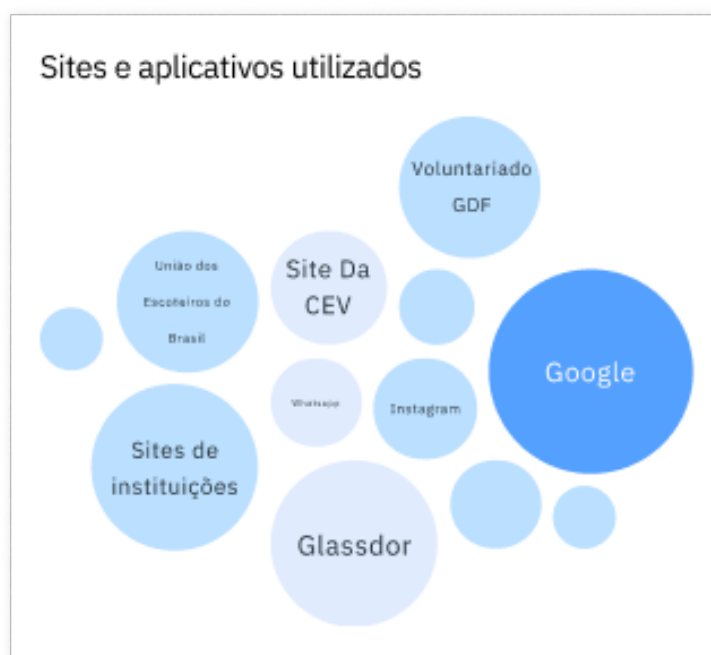 Sites e aplicativos utilizados
Voluntariado
GDF
União dos
Escoteiros do
Brasil
Site Da
CEV
Google
Whatsapp
Instagram
Sites de
instituições
Glassdor